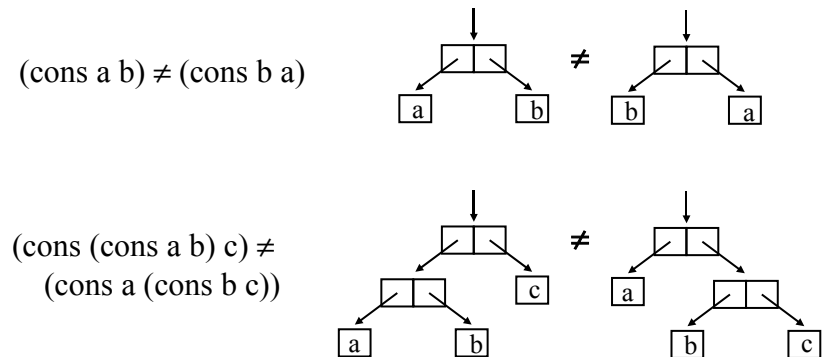 (cons a b) ≠ (cons b a)
≠
a b b a
(cons (cons a b) c) ≠
(cons a (cons b c))
≠
c a
a b b c